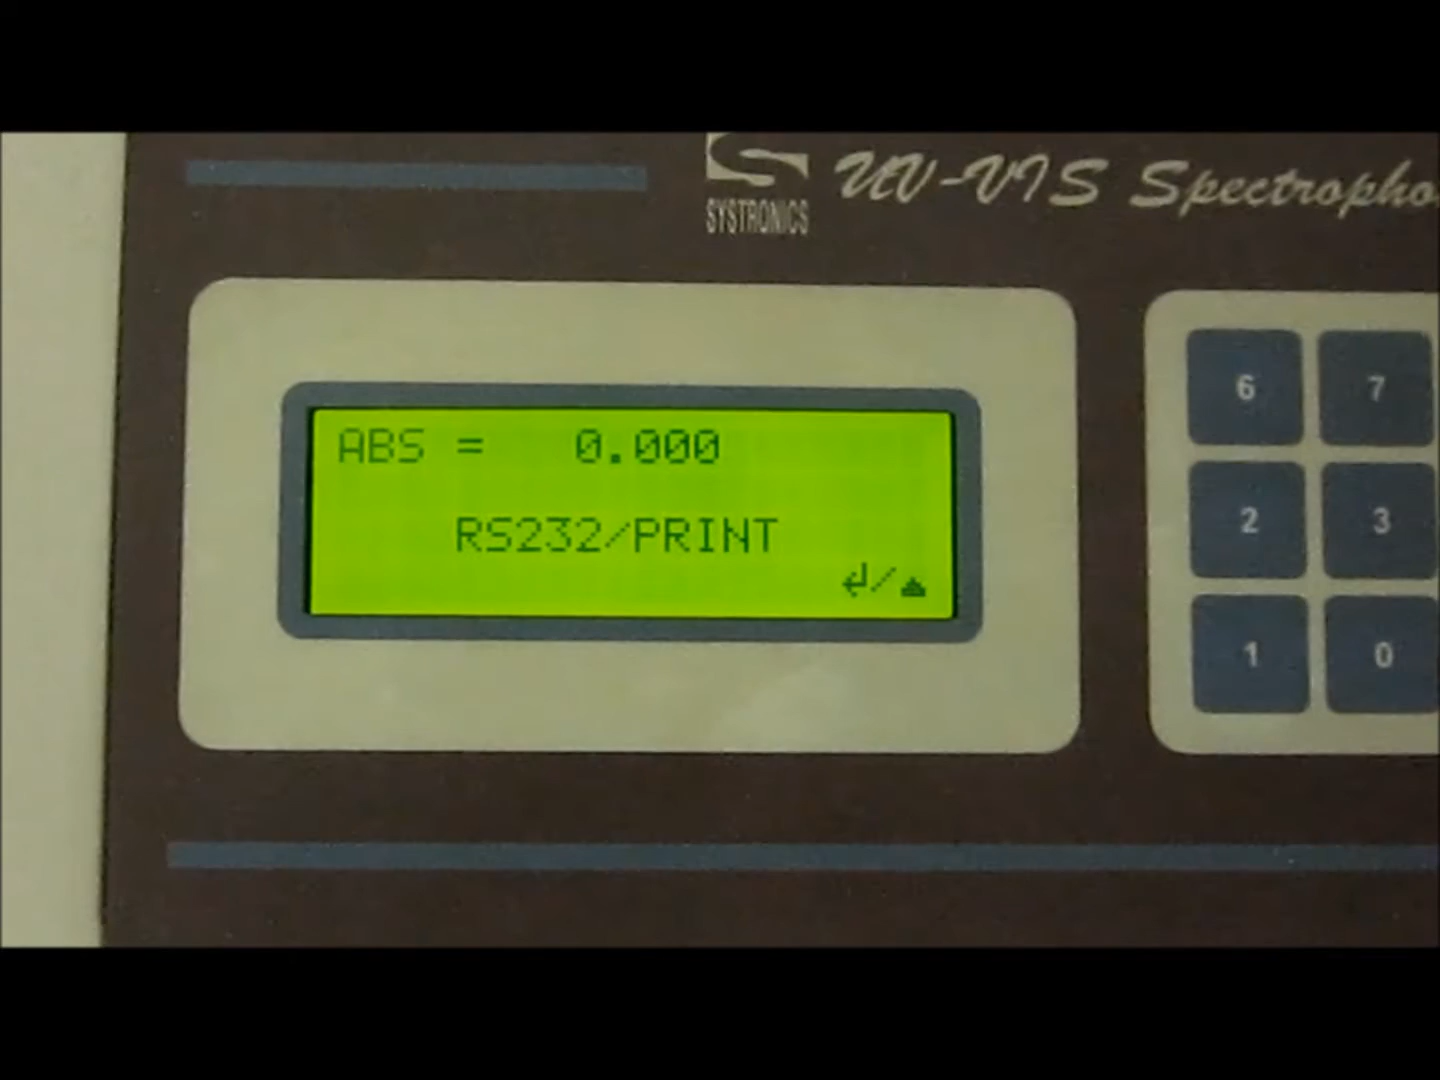 SYSTRONICS
UV-VIS Spectropho
ABS = 0.000
RS232/PRINT
↵/▲
6 7
2 3
1 0